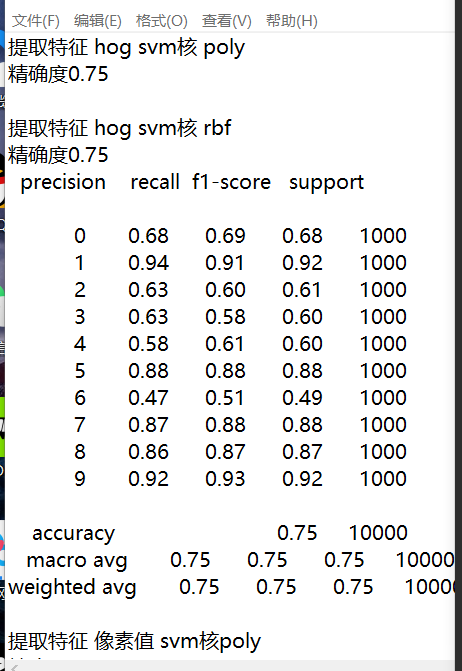 文件(F) 编辑(E) 格式(O) 查看(V) 帮助(H)
提取特征 hog svm核 poly
精确度0.75
提取特征 hog svm核 rbf
精确度0.75
precision recall f1-score support
0 0.68 0.69 0.68 1000
1 0.94 0.91 0.92 1000
2 0.63 0.60 0.61 1000
3 0.63 0.58 0.60 1000
4 0.58 0.61 0.60 1000
5 0.88 0.88 0.88 1000
6 0.47 0.51 0.49 1000
7 0.87 0.88 0.88 1000
8 0.86 0.87 0.87 1000
9 0.92 0.93 0.92 1000
accuracy 0.75 10000
macro avg 0.75 0.75 0.75 10000
weighted avg 0.75 0.75 0.75
提取特征 像素值 svm核poly